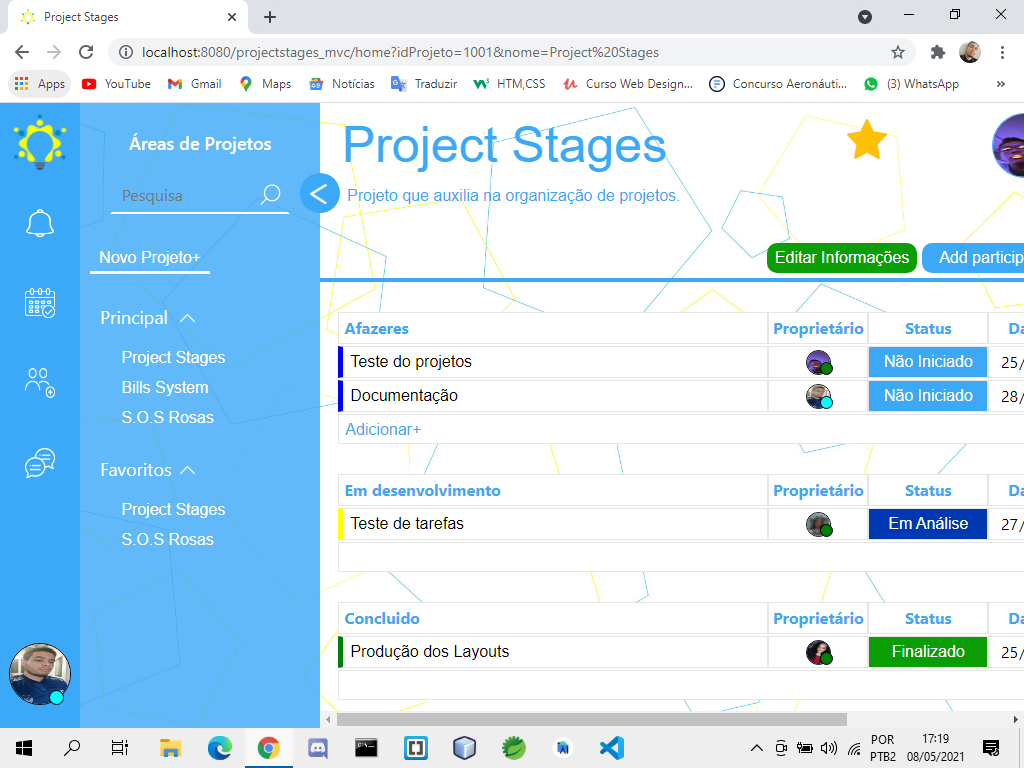 Project Stages
localhost:8080/projectstages_mvc/home?idProjeto=1001&nome=Project%20Stages
Apps YouTube Gmail Maps Notícias Traduzir HTM,CSS Curso Web Design... Concurso Aeronáuti... (3) WhatsApp »
Áreas de Projetos
Pesquisa
Novo Projeto+
Principal
Project Stages
Bills System
S.O.S Rosas
Favoritos
Project Stages
S.O.S Rosas
Project Stages
Projeto que auxilia na organização de projetos.
Editar Informações Add particip
Afazeres Proprietário Status Da
Teste do projetos Não Iniciado 25/
Documentação Não Iniciado 28/
Adicionar+
Em desenvolvimento Proprietário Status Da
Teste de tarefas Em Análise 27/
Concluido Proprietário Status Da
Produção dos Layouts Finalizado 25/
POR 17:19
PTB2 08/05/2021